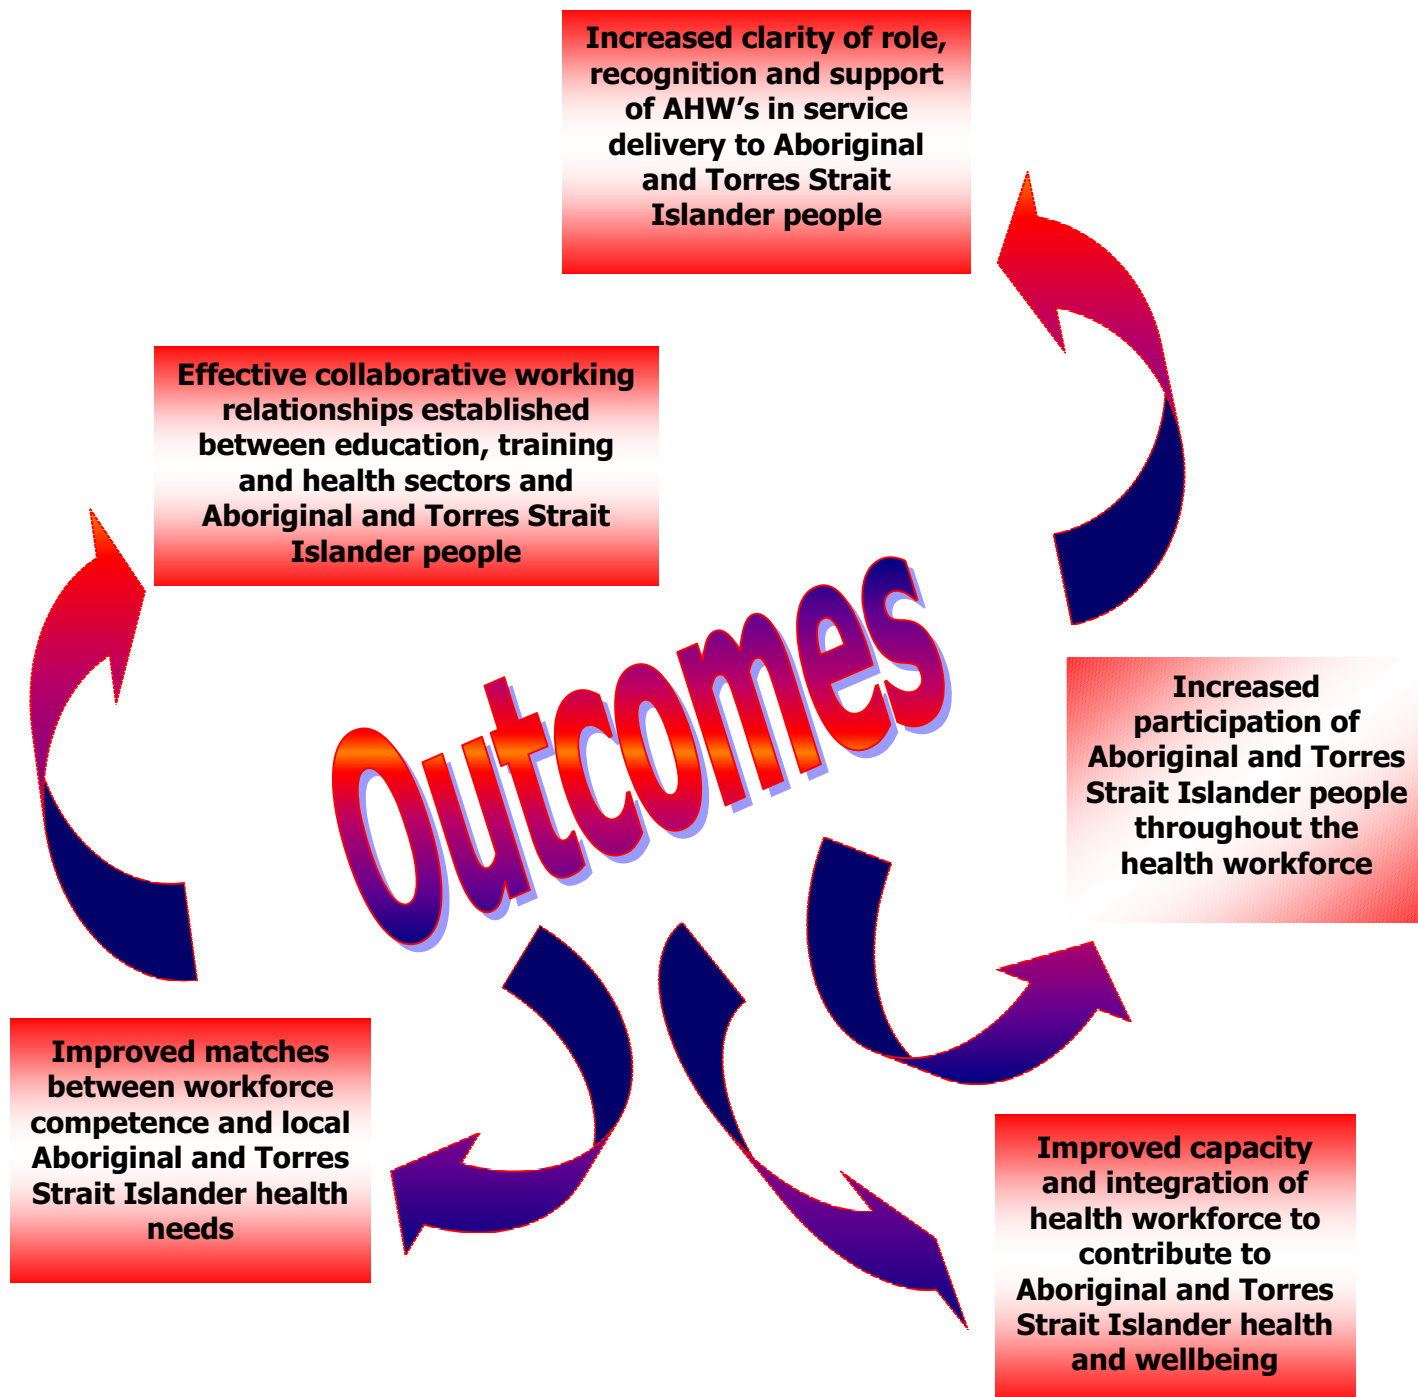 Increased clarity of role,
recognition and support
of AHW’s in service
delivery to Aboriginal
and Torres Strait
Islander people
Effective collaborative working
relationships established
between education, training
and health sectors and
Aboriginal and Torres Strait
Islander people
Outcomes
Increased
participation of
Aboriginal and Torres
Strait Islander people
throughout the
health workforce
Improved matches
between workforce
competence and local
Aboriginal and Torres
Strait Islander health
needs
Improved capacity
and integration of
health workforce to
contribute to
Aboriginal and Torres
Strait Islander health
and wellbeing